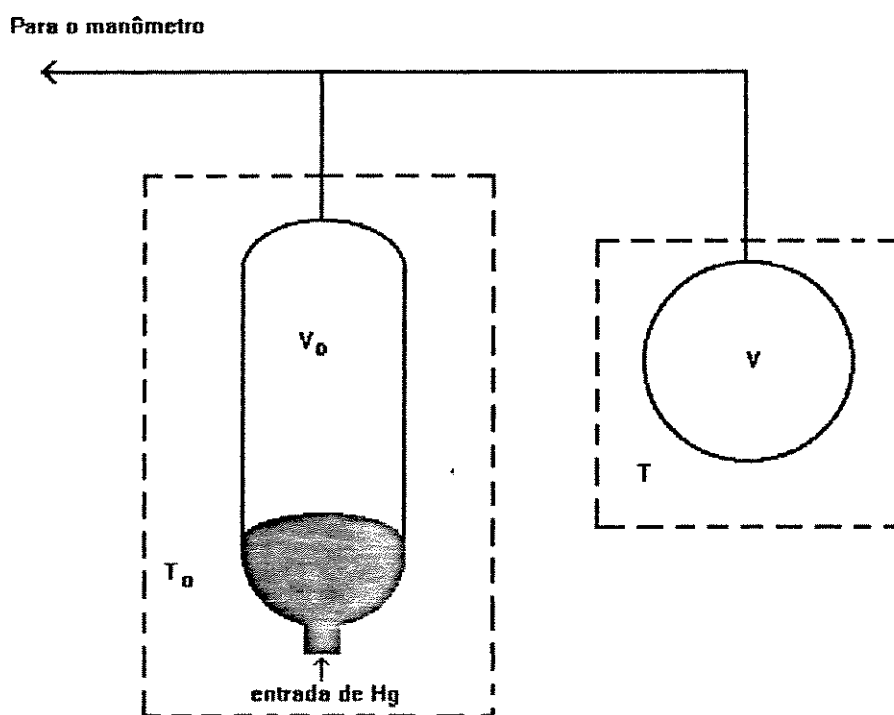 Para o manômetro
V₀
V
T
T₀
entrada de Hg